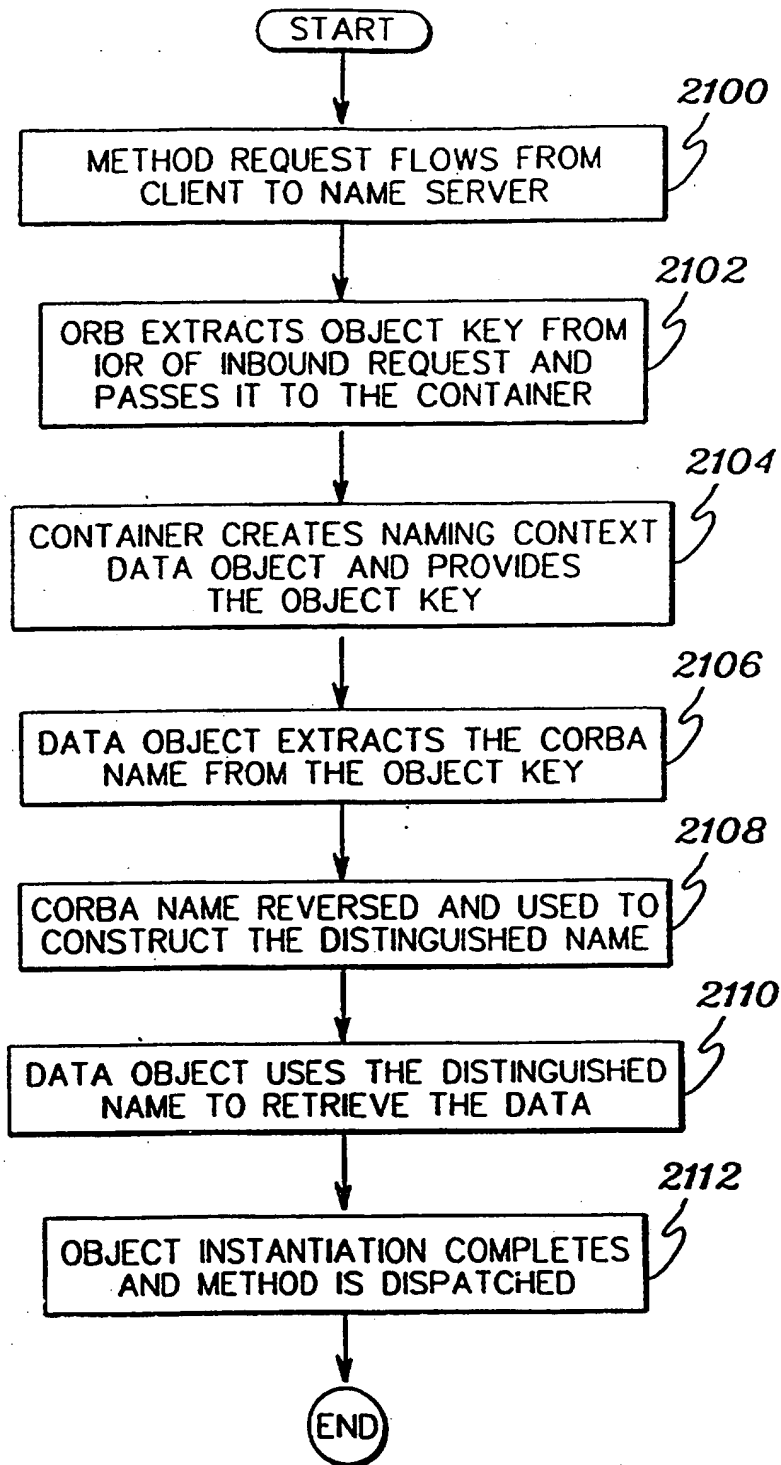 START
2100
METHOD REQUEST FLOWS FROM
CLIENT TO NAME SERVER
2102
ORB EXTRACTS OBJECT KEY FROM
IOR OF INBOUND REQUEST AND
PASSES IT TO THE CONTAINER
2104
CONTAINER CREATES NAMING CONTEXT
DATA OBJECT AND PROVIDES
THE OBJECT KEY
2106
DATA OBJECT EXTRACTS THE CORBA
NAME FROM THE OBJECT KEY
2108
CORBA NAME REVERSED AND USED TO
CONSTRUCT THE DISTINGUISHED NAME
2110
DATA OBJECT USES THE DISTINGUISHED
NAME TO RETRIEVE THE DATA
2112
OBJECT INSTANTIATION COMPLETES
AND METHOD IS DISPATCHED
END